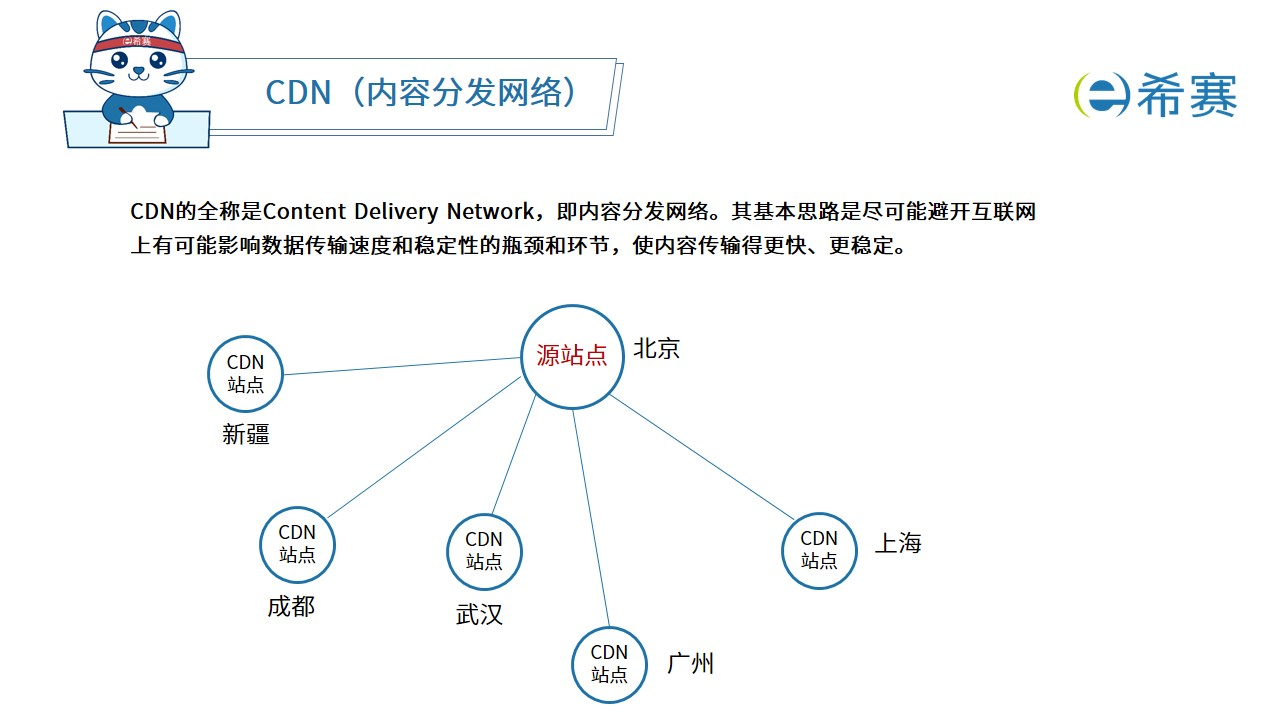 希赛
CDN（内容分发网络）
希赛
CDN的全称是Content Delivery Network，即内容分发网络。其基本思路是尽可能避开互联网
上有可能影响数据传输速度和稳定性的瓶颈和环节，使内容传输得更快、更稳定。
源站点
北京
CDN
站点
新疆
CDN
站点
成都
CDN
站点
武汉
CDN
站点
广州
CDN
站点
上海